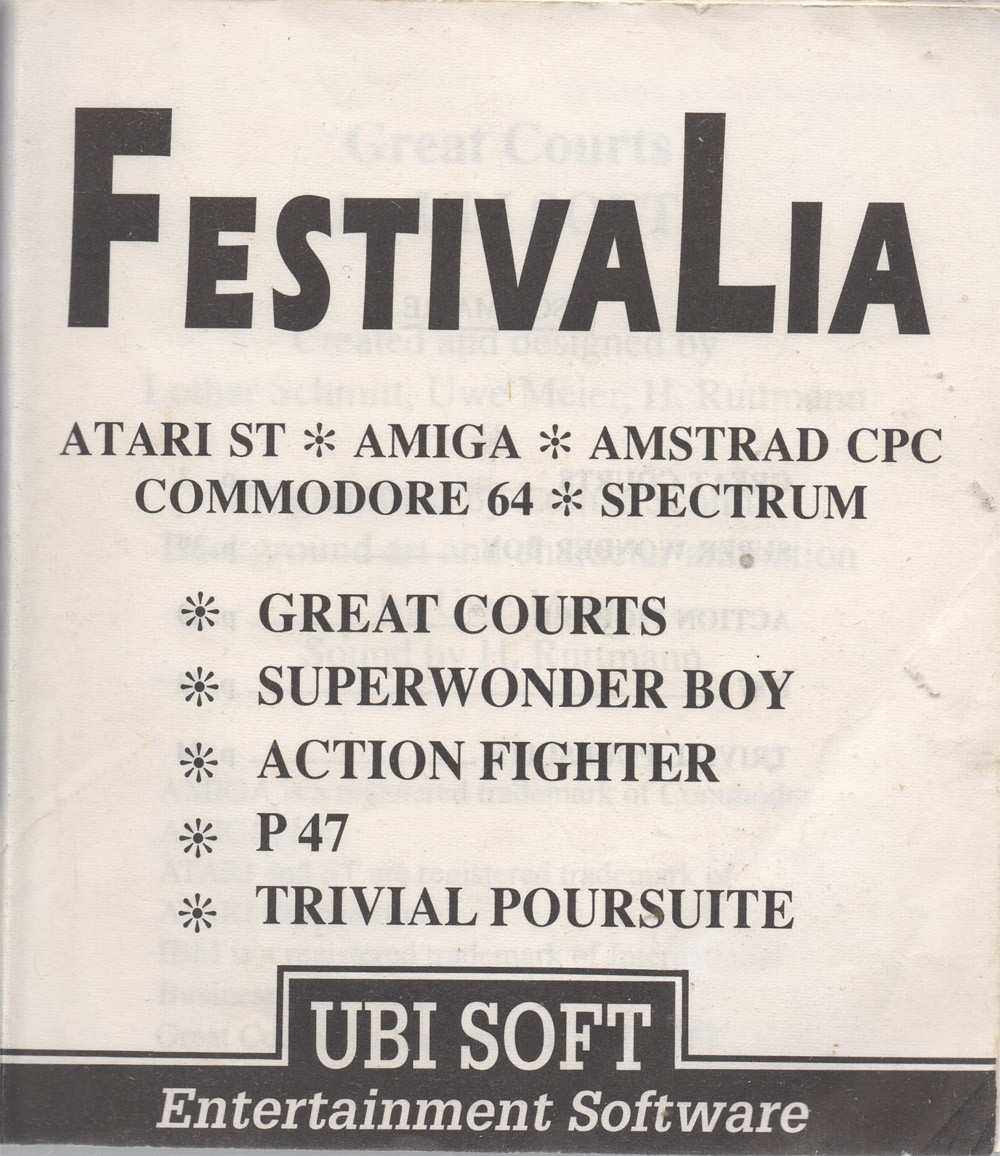 FESTIVALIA
ATARI ST ❊ AMIGA ❊ AMSTRAD CPC
COMMODORE 64 ❊ SPECTRUM
❊ GREAT COURTS
❊ SUPERWONDER BOY
❊ ACTION FIGHTER
❊ P 47
❊ TRIVIAL POURSUITE
UBI SOFT
Entertainment Software